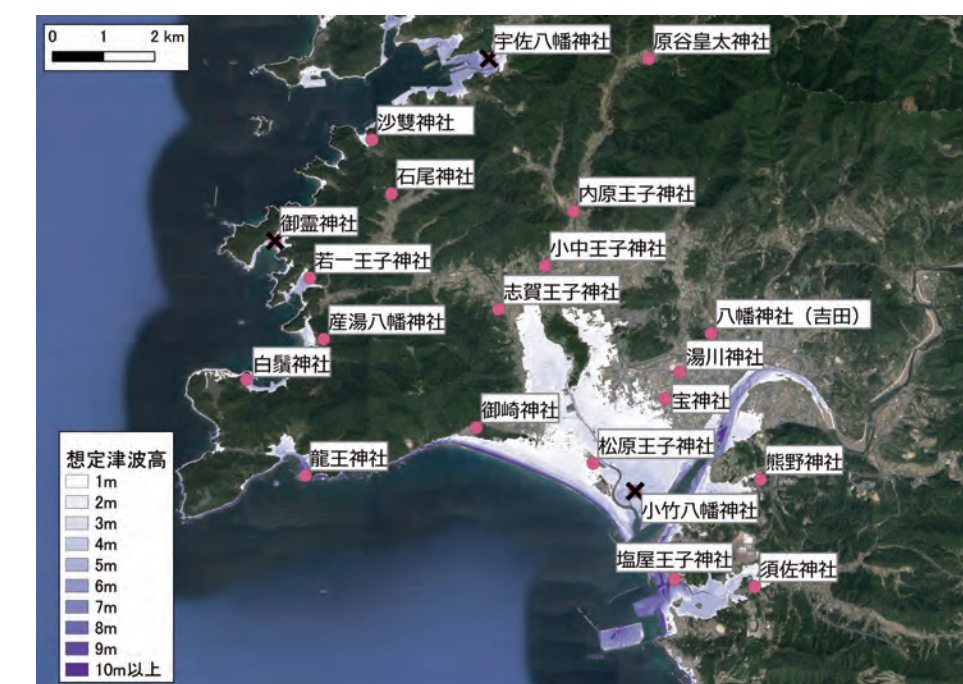 0 1 2 km
宇佐八幡神社
原谷皇太神社
沙雙神社
石尾神社
内原王子神社
御霊神社
小中王子神社
若一王子神社
志賀王子神社
産湯八幡神社
八幡神社（吉田）
湯川神社
白鬚神社
宝神社
御崎神社
松原王子神社
熊野神社
龍王神社
小竹八幡神社
塩屋王子神社
須佐神社
想定津波高
1m
2m
3m
4m
5m
6m
7m
8m
9m
10m以上